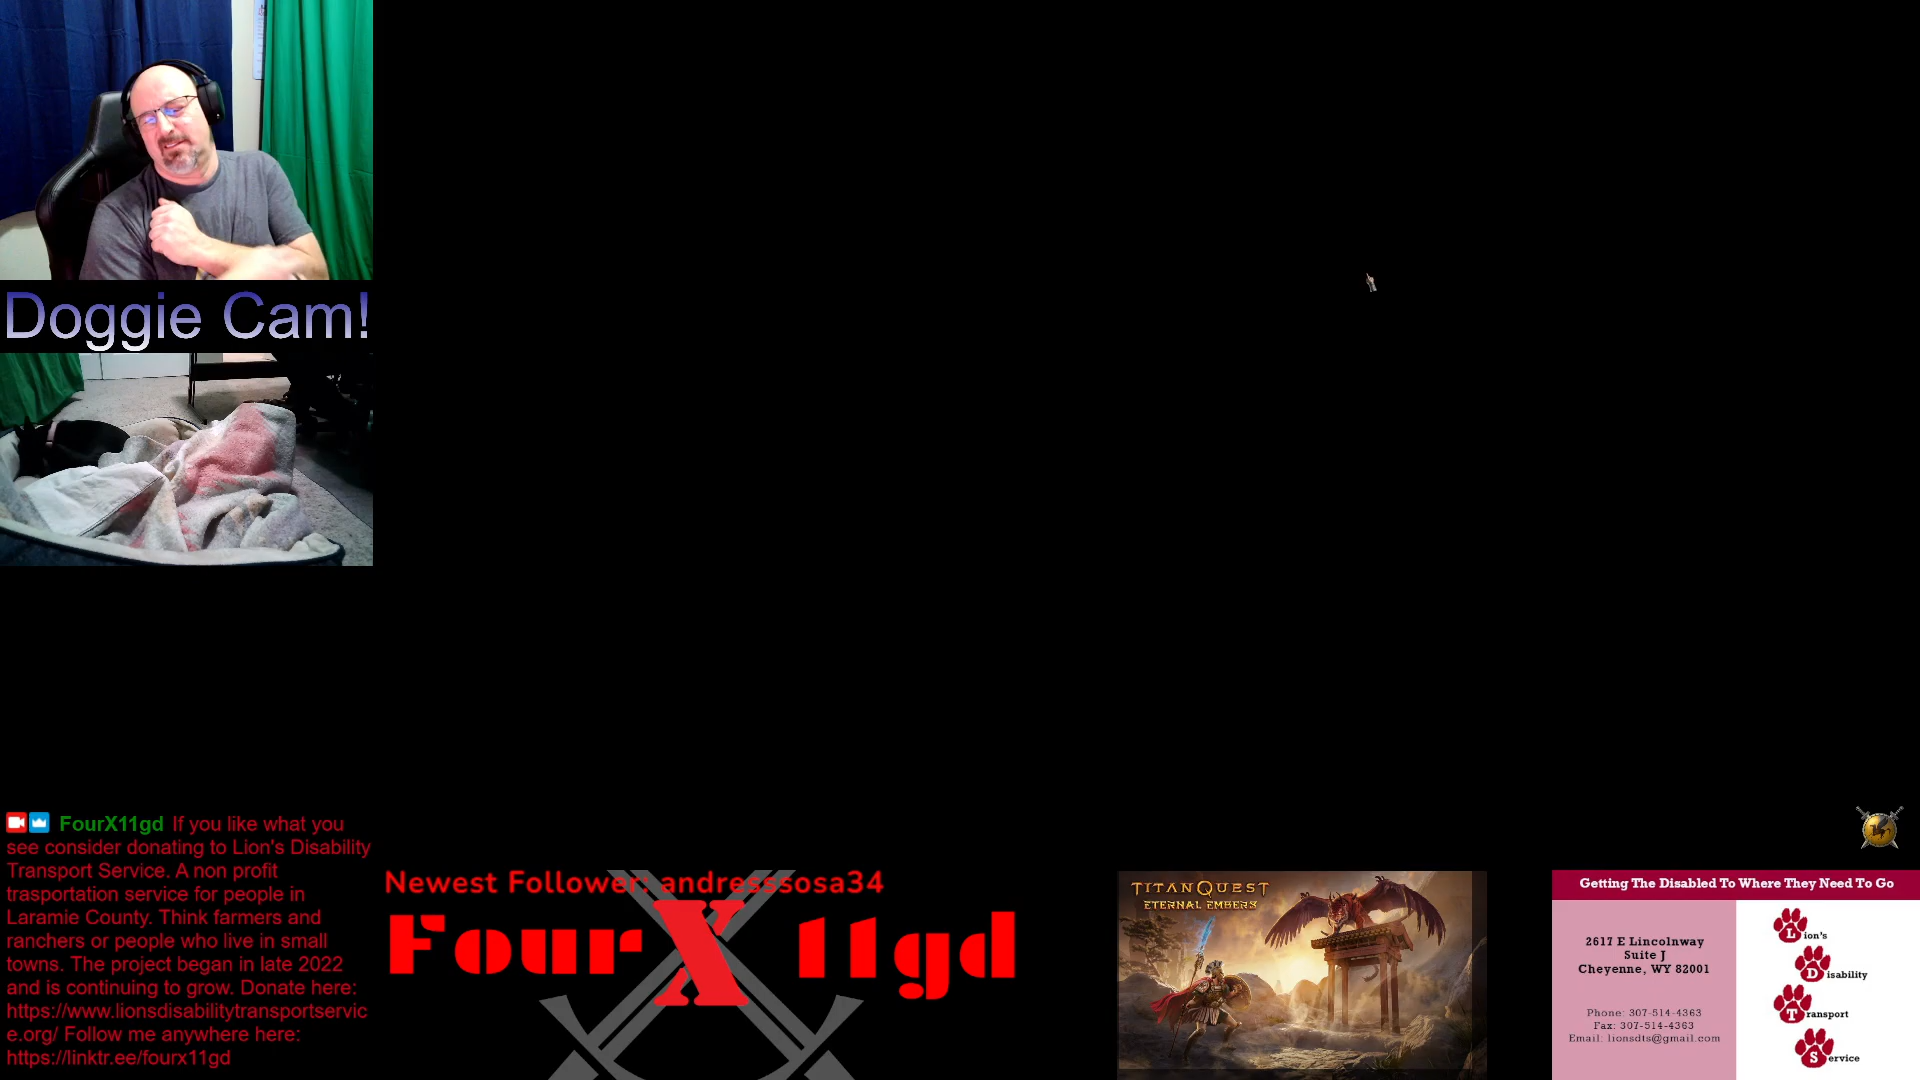 Doggie Cam!
FourX11gd If you like what you
see consider donating to Lion's Disability
Transport Service. A non profit
trasportation service for people in
Laramie County. Think farmers and
ranchers or people who live in small
towns. The project began in late 2022
and is continuing to grow. Donate here:
https://www.lionsdisabilitytransportservic
e.org/ Follow me anywhere here:
https://linktr.ee/fourx11gd
Newest Follower: andresssosa34
FourX11gd
TITAN QUEST
ETERNAL EMBERS
Getting The Disabled To Where They Need To Go
2617 E Lincolnway
Suite J
Cheyenne, WY 82001
Phone: 307-514-4363
Fax: 307-514-4363
Email: lionsdts@gmail.com
Lion's
Disability
Transport
Service